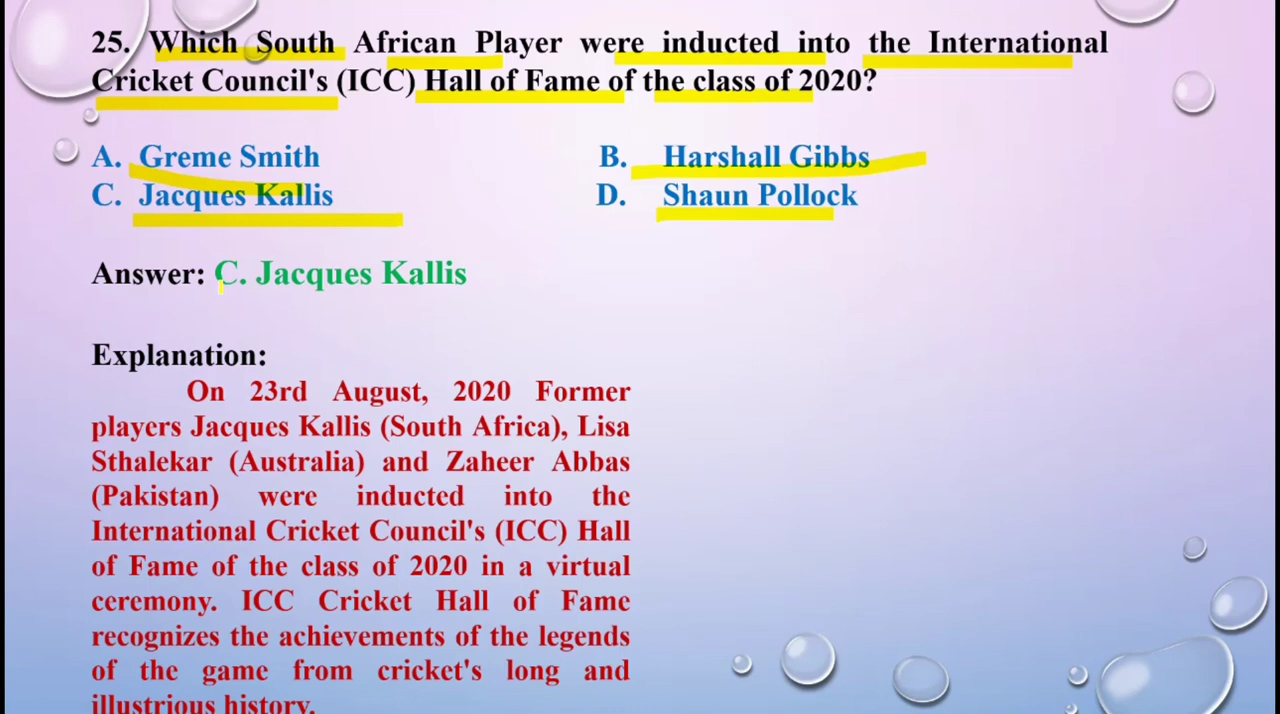 25. Which South African Player were inducted into the International
Cricket Council's (ICC) Hall of Fame of the class of 2020?
A. Greme Smith B. Harshall Gibbs
C. Jacques Kallis D. Shaun Pollock
Answer: C. Jacques Kallis
Explanation:
On 23rd August, 2020 Former
players Jacques Kallis (South Africa), Lisa
Sthalekar (Australia) and Zaheer Abbas
(Pakistan) were inducted into the
International Cricket Council's (ICC) Hall
of Fame of the class of 2020 in a virtual
ceremony. ICC Cricket Hall of Fame
recognizes the achievements of the legends
of the game from cricket's long and
illustrious history.